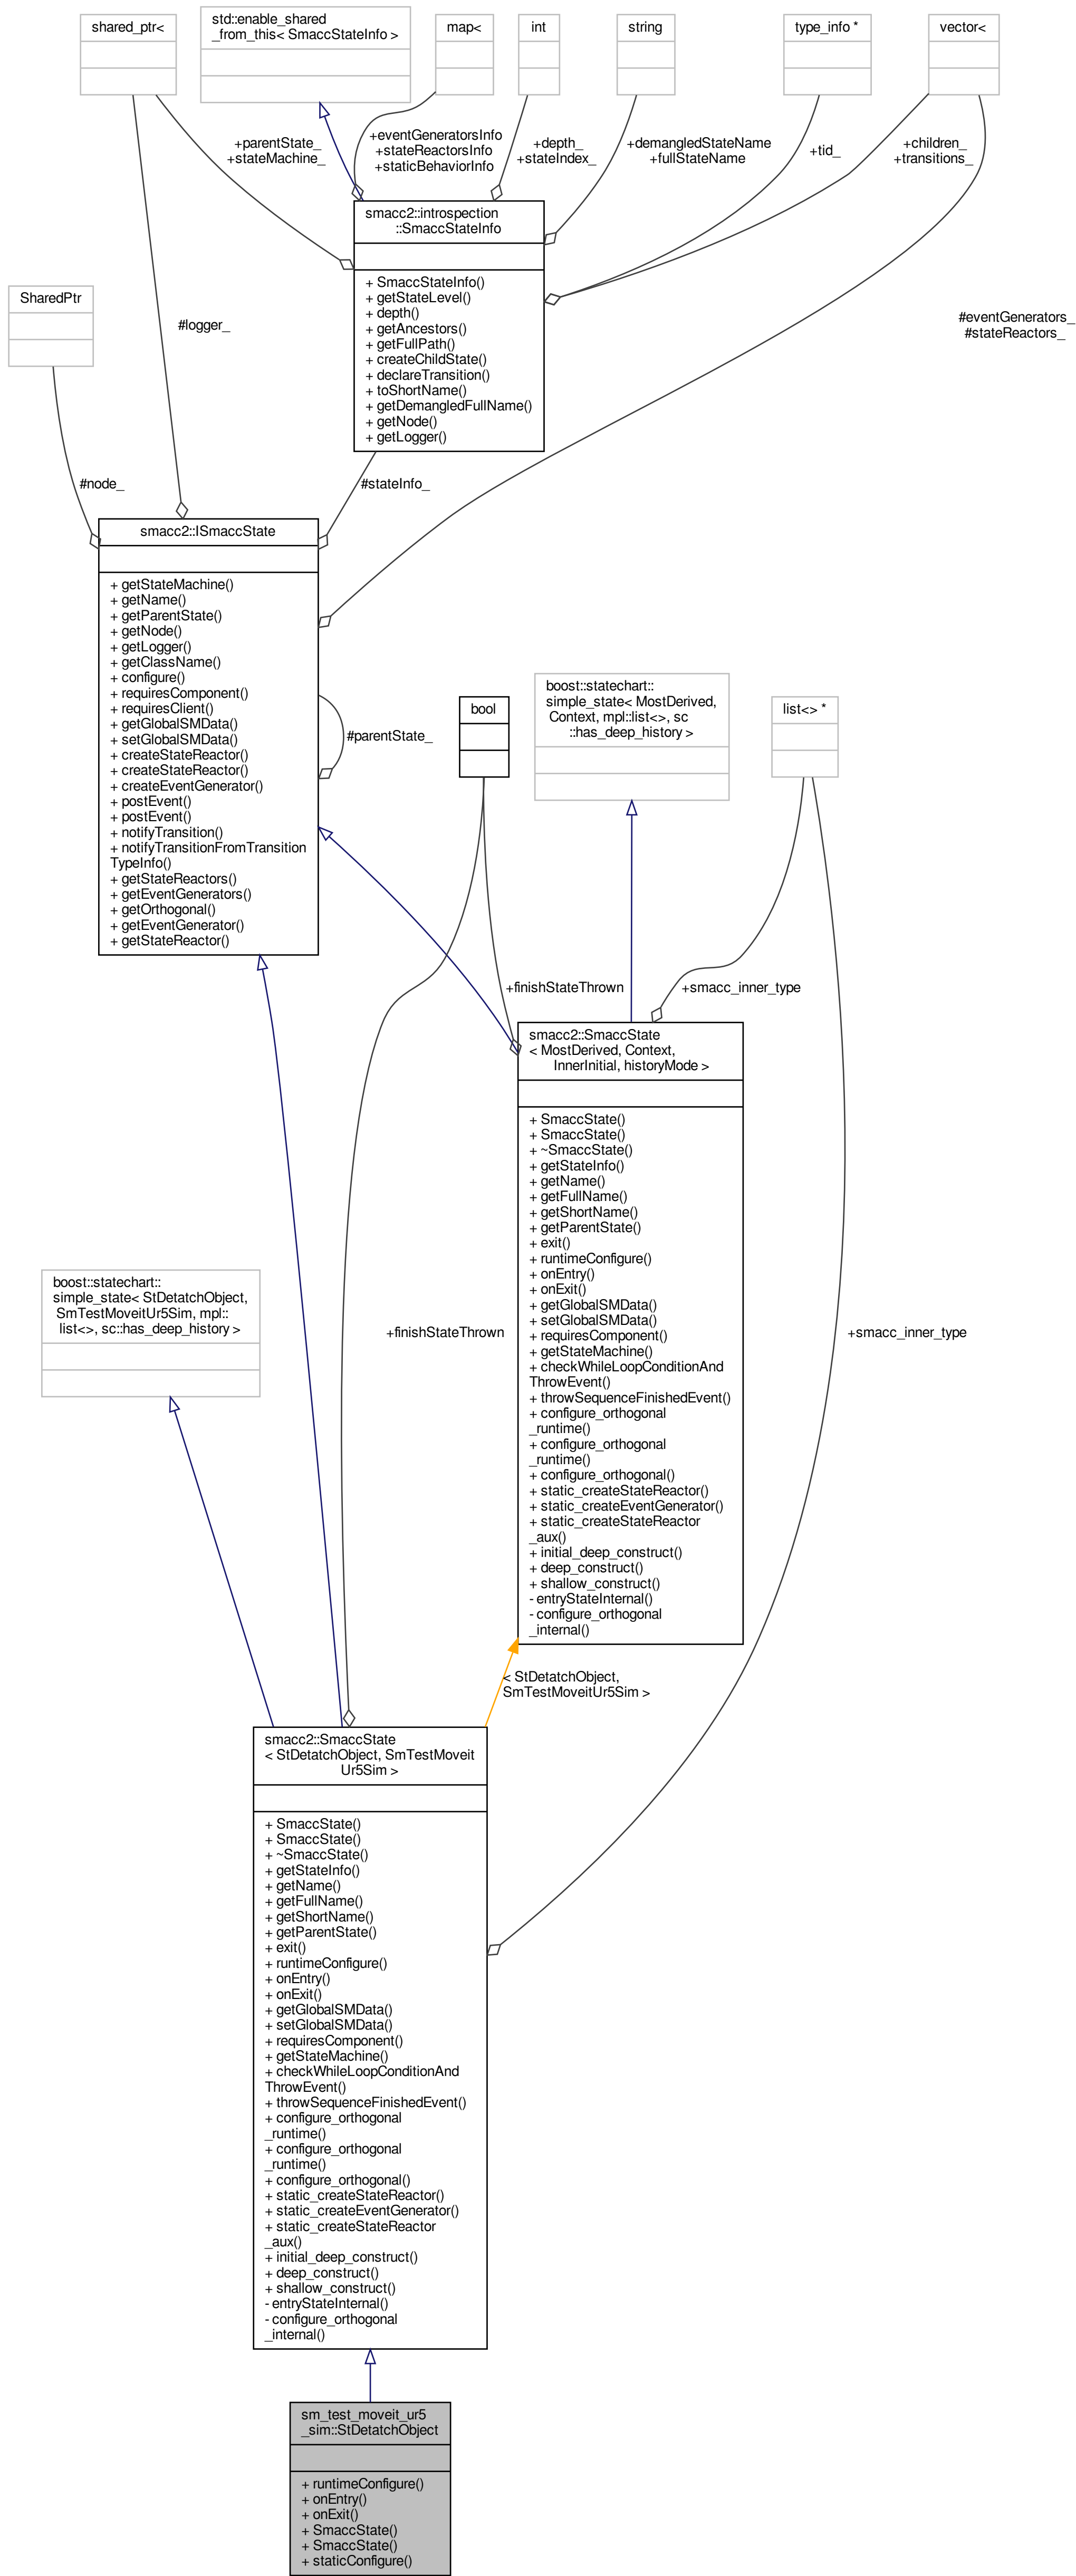 shared_ptr<
std::enable_shared
_from_this< SmaccStateInfo >
map<
int
string
type_info *
vector<
+parentState_
+stateMachine_
+eventGeneratorsInfo
+stateReactorsInfo
+staticBehaviorInfo
+depth_
+stateIndex_
+demangledStateName
+fullStateName
+tid_
+children_
+transitions_
smacc2::introspection
::SmaccStateInfo
+ SmaccStateInfo()
+ getStateLevel()
+ depth()
+ getAncestors()
+ getFullPath()
+ createChildState()
+ declareTransition()
+ toShortName()
+ getDemangledFullName()
+ getNode()
+ getLogger()
SharedPtr
#logger_
#eventGenerators_
#stateReactors_
#node_
#stateInfo_
smacc2::ISmaccState
+ getStateMachine()
+ getName()
+ getParentState()
+ getNode()
+ getLogger()
+ getClassName()
+ configure()
+ requiresComponent()
+ requiresClient()
+ getGlobalSMData()
+ setGlobalSMData()
+ createStateReactor()
+ createStateReactor()
+ createEventGenerator()
+ postEvent()
+ postEvent()
+ notifyTransition()
+ notifyTransitionFromTransition
TypeInfo()
+ getStateReactors()
+ getEventGenerators()
+ getOrthogonal()
+ getEventGenerator()
+ getStateReactor()
#parentState_
bool
boost::statechart::
simple_state< MostDerived,
Context, mpl::list<>, sc
::has_deep_history >
list<> *
+finishStateThrown
+smacc_inner_type
smacc2::SmaccState
< MostDerived, Context,
InnerInitial, historyMode >
+ SmaccState()
+ SmaccState()
+ ~SmaccState()
+ getStateInfo()
+ getName()
+ getFullName()
+ getShortName()
+ getParentState()
+ exit()
+ runtimeConfigure()
+ onEntry()
+ onExit()
+ getGlobalSMData()
+ setGlobalSMData()
+ requiresComponent()
+ getStateMachine()
+ checkWhileLoopConditionAnd
ThrowEvent()
+ throwSequenceFinishedEvent()
+ configure_orthogonal
_runtime()
+ configure_orthogonal
_runtime()
+ configure_orthogonal()
+ static_createStateReactor()
+ static_createEventGenerator()
+ static_createStateReactor
_aux()
+ initial_deep_construct()
+ deep_construct()
+ shallow_construct()
- entryStateInternal()
- configure_orthogonal
_internal()
boost::statechart::
simple_state< StDetatchObject,
SmTestMoveitUr5Sim, mpl::
list<>, sc::has_deep_history >
+finishStateThrown
+smacc_inner_type
< StDetatchObject,
SmTestMoveitUr5Sim >
smacc2::SmaccState
< StDetatchObject, SmTestMoveit
Ur5Sim >
+ SmaccState()
+ SmaccState()
+ ~SmaccState()
+ getStateInfo()
+ getName()
+ getFullName()
+ getShortName()
+ getParentState()
+ exit()
+ runtimeConfigure()
+ onEntry()
+ onExit()
+ getGlobalSMData()
+ setGlobalSMData()
+ requiresComponent()
+ getStateMachine()
+ checkWhileLoopConditionAnd
ThrowEvent()
+ throwSequenceFinishedEvent()
+ configure_orthogonal
_runtime()
+ configure_orthogonal
_runtime()
+ configure_orthogonal()
+ static_createStateReactor()
+ static_createEventGenerator()
+ static_createStateReactor
_aux()
+ initial_deep_construct()
+ deep_construct()
+ shallow_construct()
- entryStateInternal()
- configure_orthogonal
_internal()
sm_test_moveit_ur5
_sim::StDetatchObject
+ runtimeConfigure()
+ onEntry()
+ onExit()
+ SmaccState()
+ SmaccState()
+ staticConfigure()